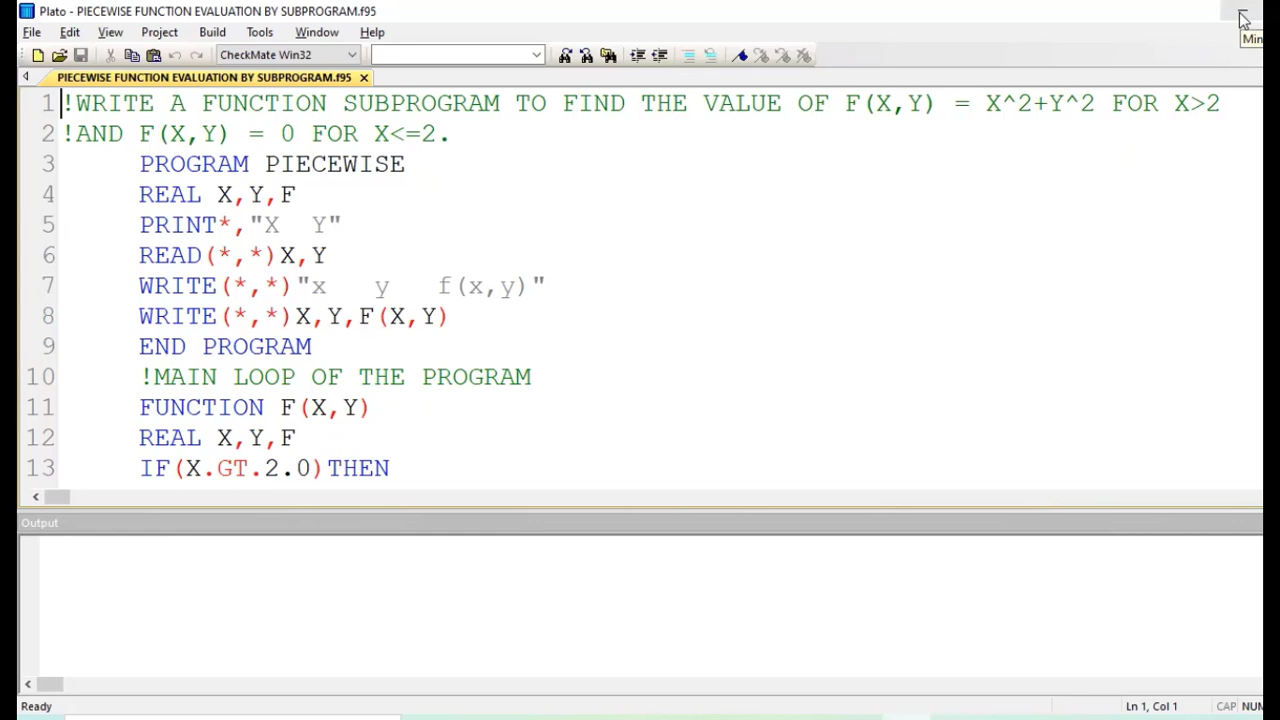 Plato - PIECEWISE FUNCTION EVALUATION BY SUBPROGRAM.f95
File Edit View Project Build Tools Window Help
CheckMate Win32
PIECEWISE FUNCTION EVALUATION BY SUBPROGRAM.f95
Min
1 !WRITE A FUNCTION SUBPROGRAM TO FIND THE VALUE OF F(X,Y) = X^2+Y^2 FOR X>2
2 !AND F(X,Y) = 0 FOR X<=2.
3 PROGRAM PIECEWISE
4 REAL X,Y,F
5 PRINT*,"X Y"
6 READ(*,*)X,Y
7 WRITE(*,*)"x y f(x,y)"
8 WRITE(*,*)X,Y,F(X,Y)
9 END PROGRAM
10 !MAIN LOOP OF THE PROGRAM
11 FUNCTION F(X,Y)
12 REAL X,Y,F
13 IF(X.GT.2.0)THEN
Output
Ready Ln 1, Col 1 CAP NUM